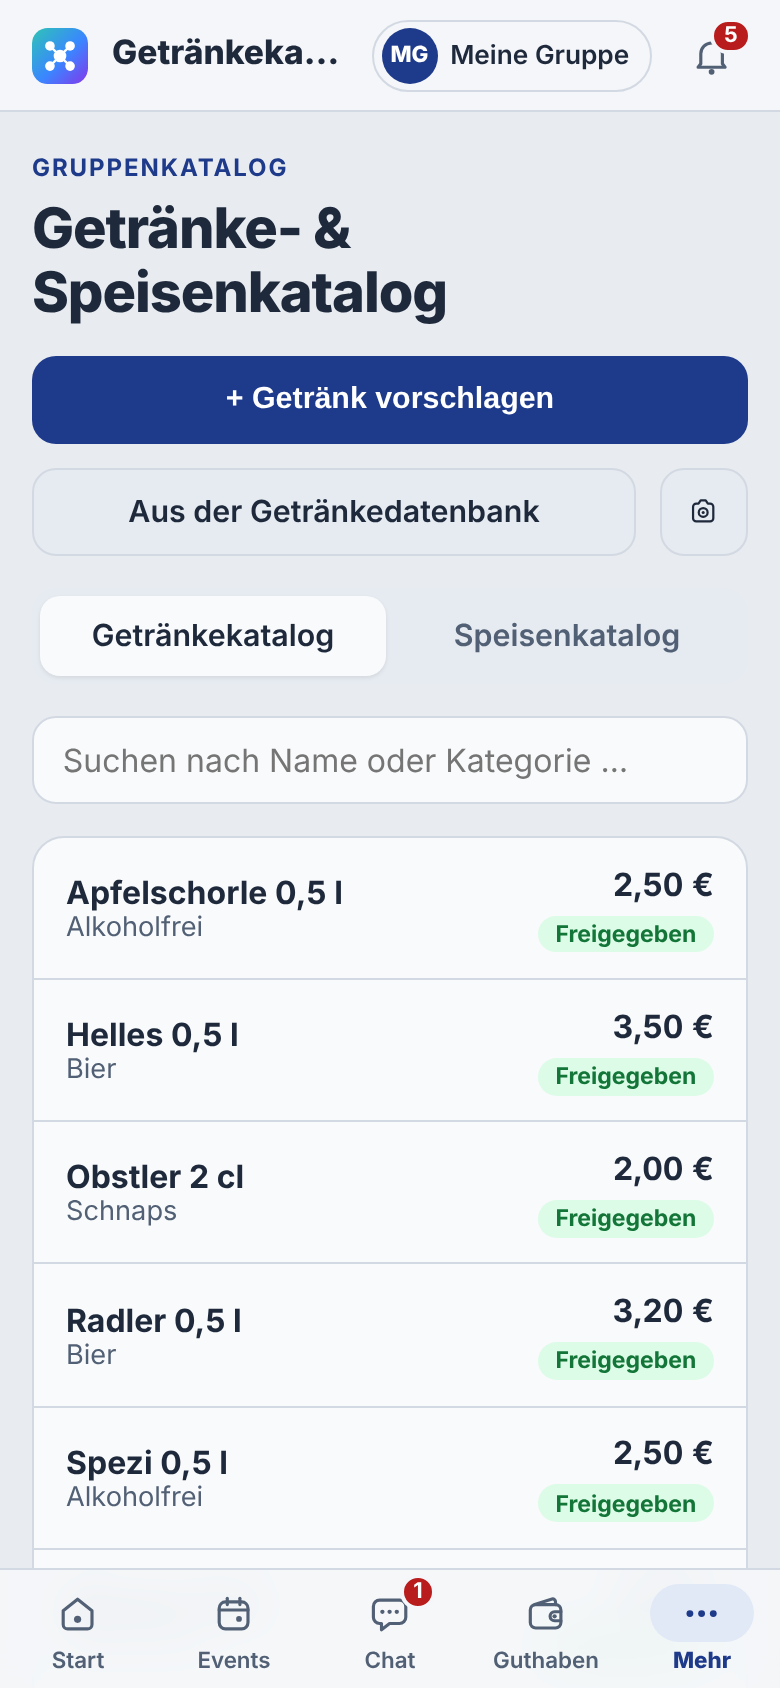 Getränkeka...
MG Meine Gruppe
5
GRUPPENKATALOG
Getränke- &
Speisenkatalog
+ Getränk vorschlagen
Aus der Getränkedatenbank
Getränkekatalog
Speisenkatalog
Suchen nach Name oder Kategorie ...
Apfelschorle 0,5 l
2,50 €
Alkoholfrei
Freigegeben
Helles 0,5 l
3,50 €
Bier
Freigegeben
Obstler 2 cl
2,00 €
Schnaps
Freigegeben
Radler 0,5 l
3,20 €
Bier
Freigegeben
Spezi 0,5 l
2,50 €
Alkoholfrei
Freigegeben
1
Start
Events
Chat
Guthaben
Mehr